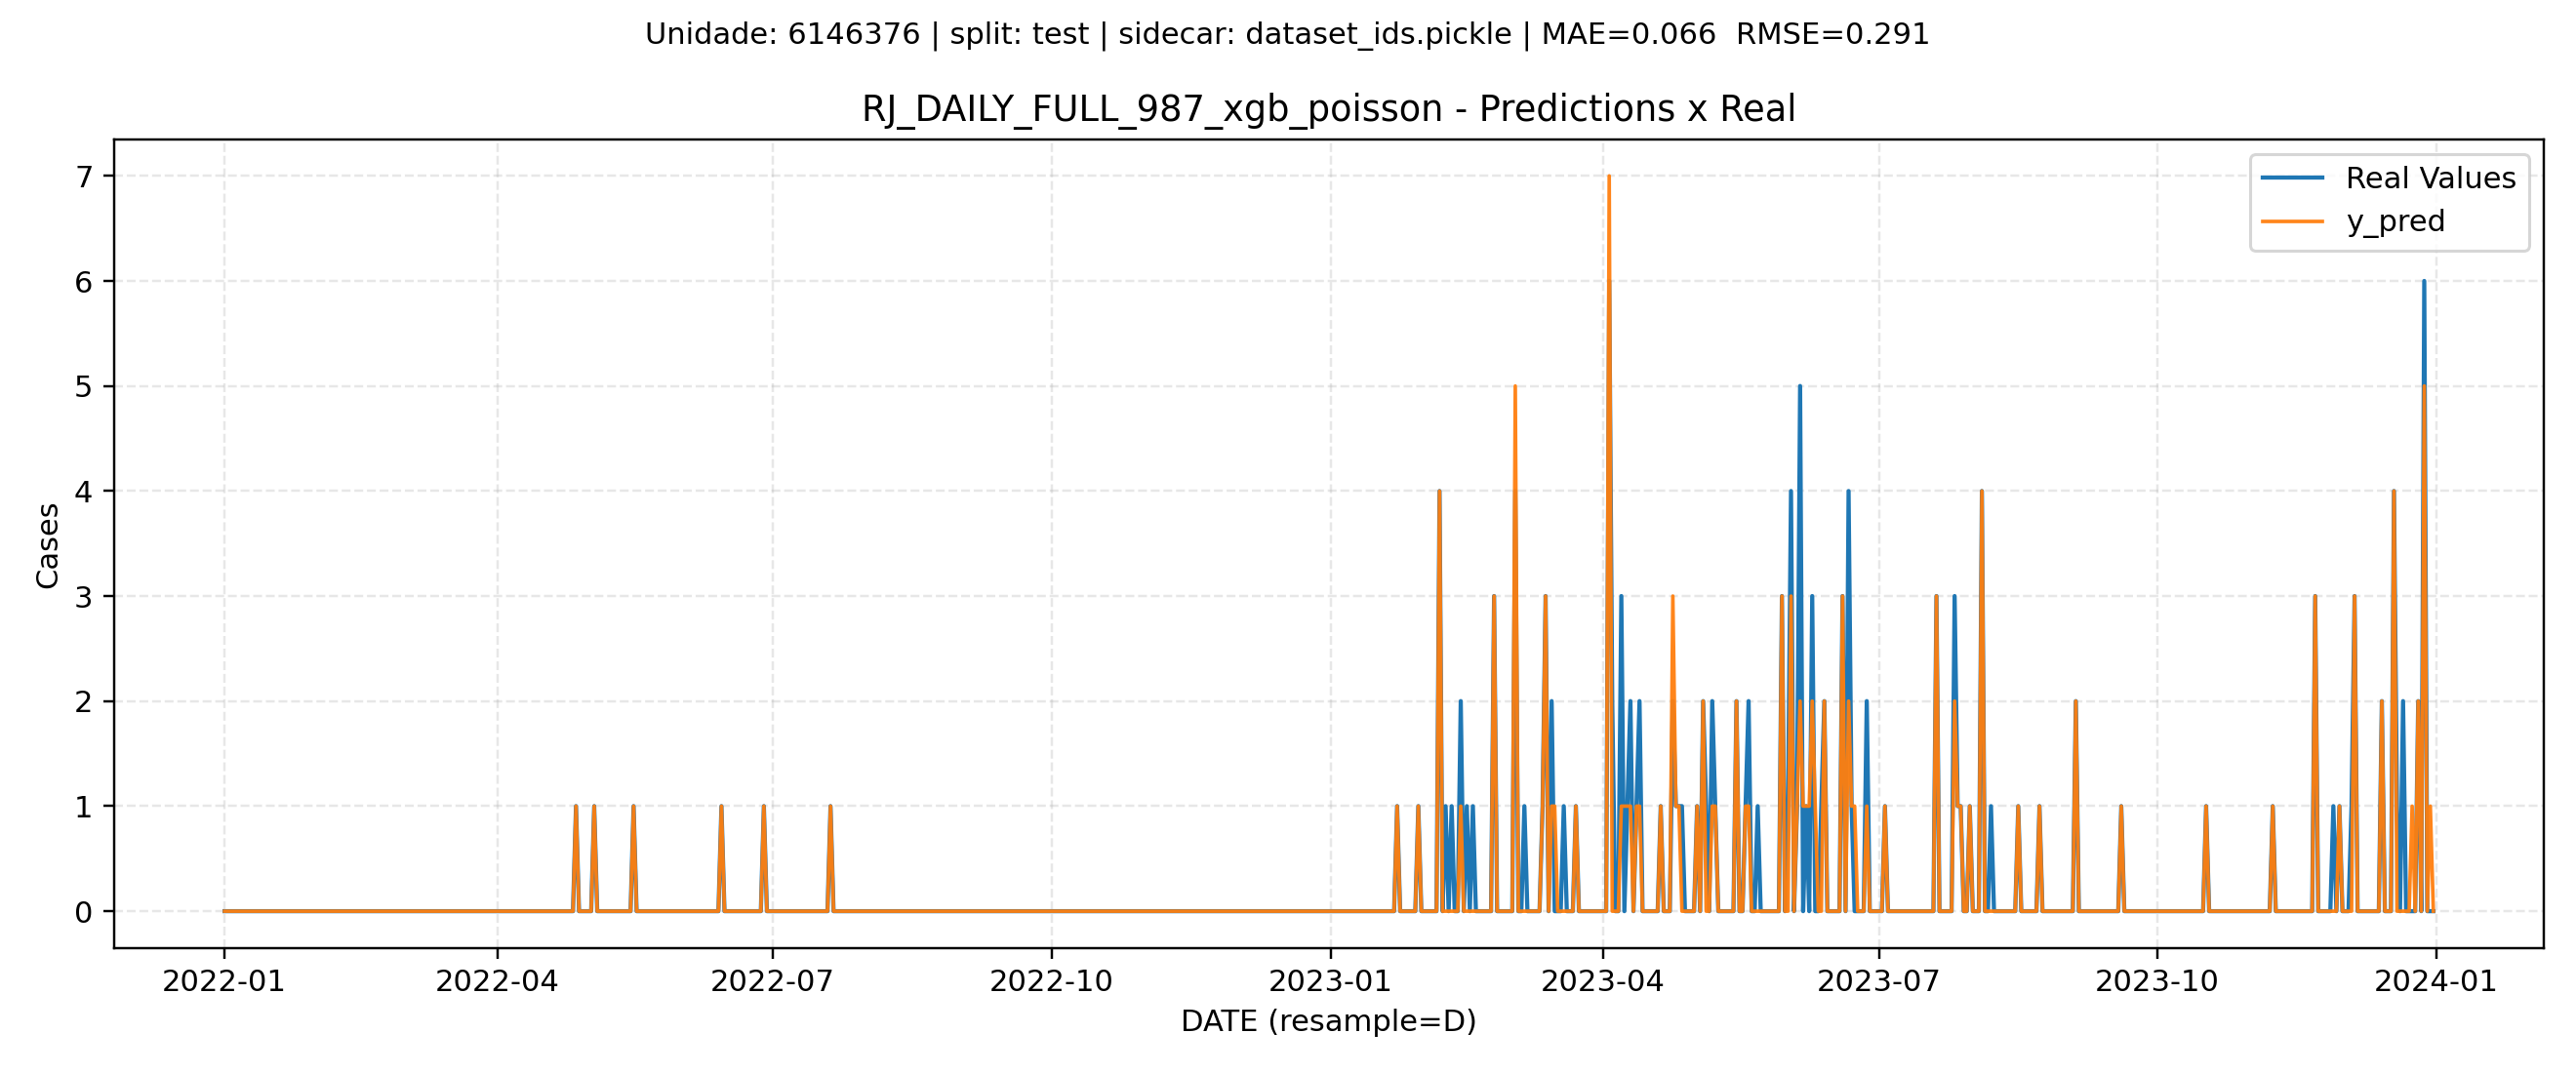 Unidade: 6146376 | split: test | sidecar: dataset_ids.pickle | MAE=0.066  RMSE=0.291
RJ_DAILY_FULL_987_xgb_poisson - Predictions x Real
Real Values
y_pred
Cases
7
6
5
4
3
2
1
0
2022-01
2022-04
2022-07
2022-10
2023-01
2023-04
2023-07
2023-10
2024-01
DATE (resample=D)